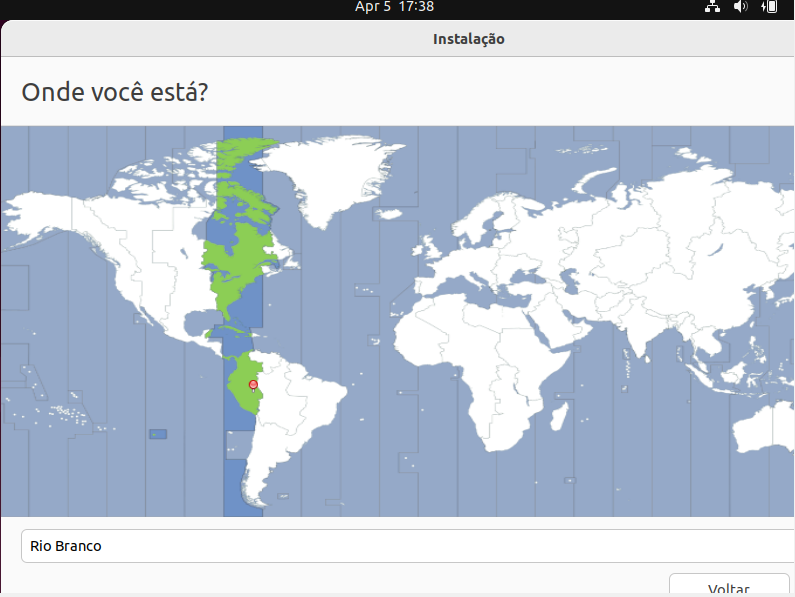 Apr 5 17:38
Instalação
Onde você está?
Rio Branco
Voltar